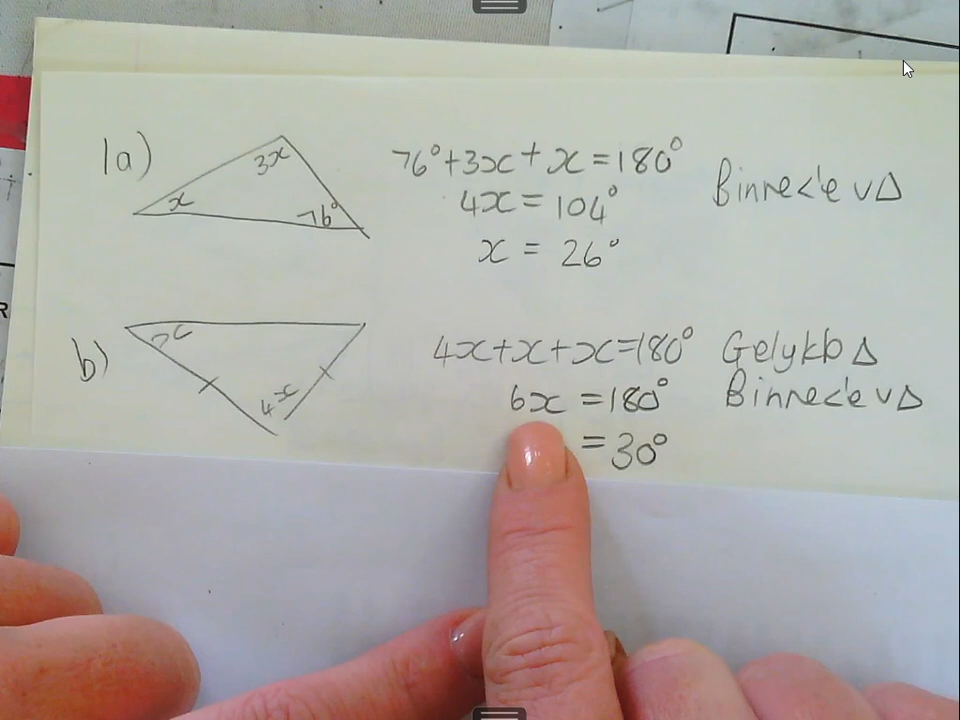 1a)
3x
x
76°
76°+3x+x=180°
Binne<'e v△
4x=104°
x = 26°
b)
x
4x
4x+x+x=180° Gelykb △
6x =180° Binne<'e v△
=30°
R